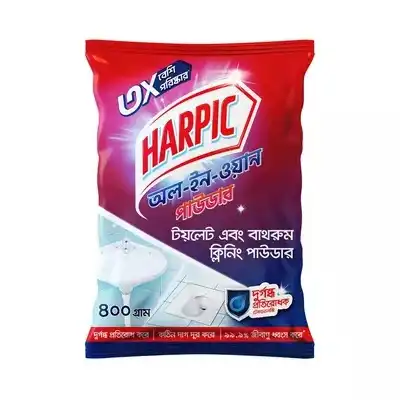 ৩X বেশি
পরিষ্কার*
HARPIC
অল-ইন-ওয়ান
পাউডার
টয়লেট এবং বাথরুম
ক্লিনিং পাউডার
দুর্গন্ধ
প্রতিরোধক
৪০০ গ্রাম
দুর্গন্ধ প্রতিরোধ করে
কঠিন দাগ দূর করে
৯৯.৯% জীবাণু ধ্বংস করে*